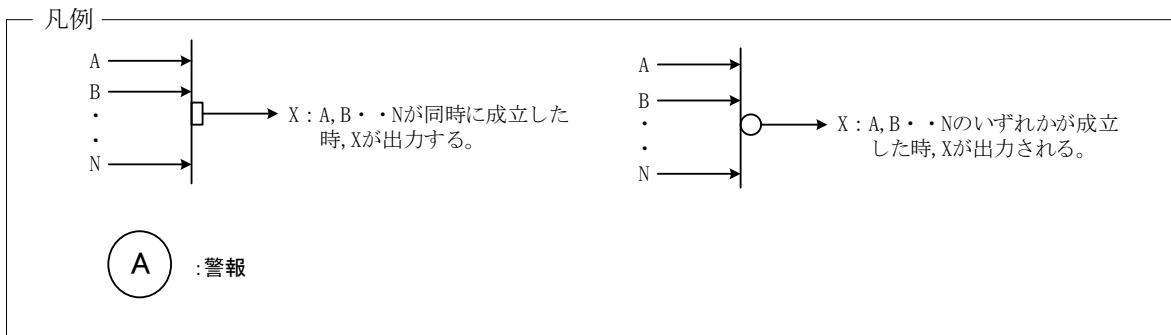 凡例
A
B
・
・
N
X：A,B・・Nが同時に成立した
時,Xが出力する。
A
B
・
・
N
X：A,B・・Nのいずれかが成立
した時,Xが出力される。
A
:警報